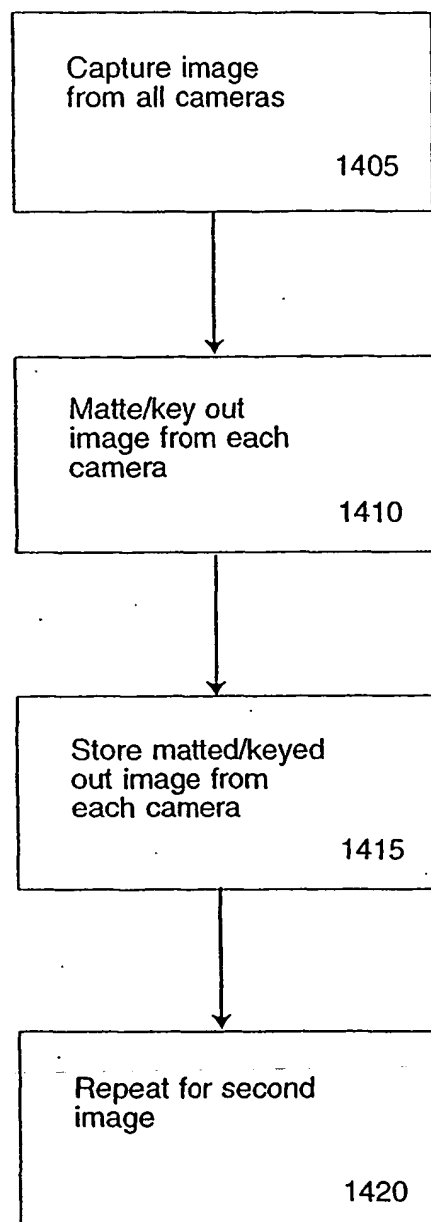 Capture image
from all cameras
1405
Matte/key out
image from each
camera
1410
Store matted/keyed
out image from
each camera
1415
Repeat for second
image
1420